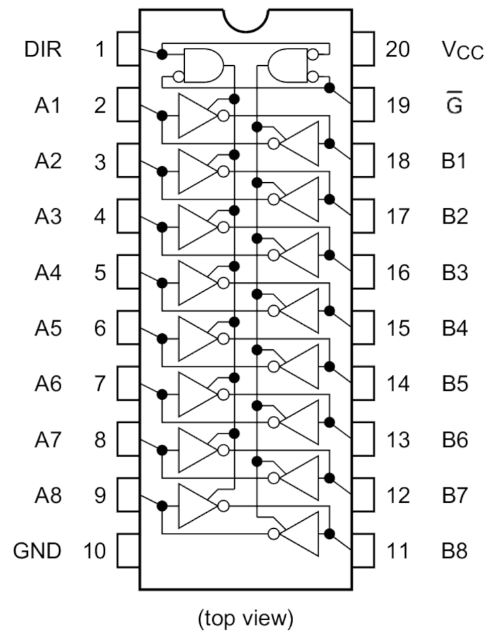 DIR 1 20 VCC
A1 2 19 G̅
A2 3 18 B1
A3 4 17 B2
A4 5 16 B3
A5 6 15 B4
A6 7 14 B5
A7 8 13 B6
A8 9 12 B7
GND 10 11 B8
(top view)